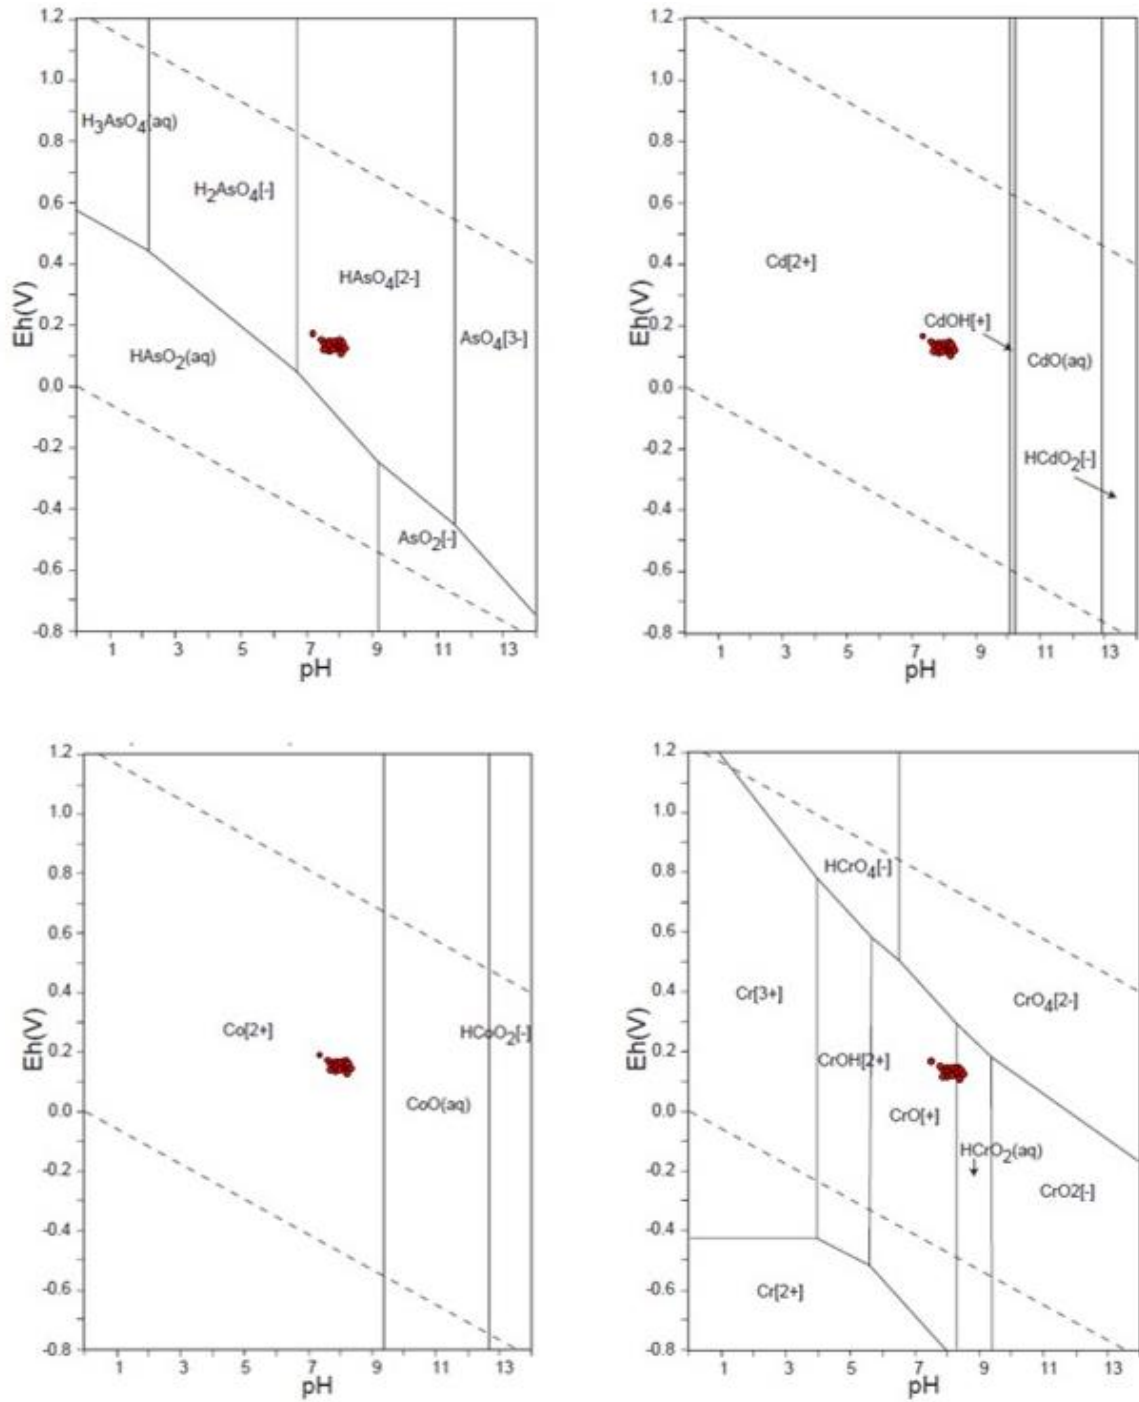 1.2
1.0
0.8
0.6
0.4
0.2
0.0
-0.2
-0.4
-0.6
-0.8
Eh(V)
H3AsO4(aq)
H2AsO4[-]
HAsO4[2-]
AsO4[3-]
HAsO2(aq)
AsO2[-]
1 3 5 7 9 11 13
pH
1.2
1.0
0.8
0.6
0.4
0.2
0.0
-0.2
-0.4
-0.6
-0.8
Eh(V)
Cd[2+]
CdOH[+]
CdO(aq)
HCdO2[-]
1 3 5 7 9 11 13
pH
1.2
1.0
0.8
0.6
0.4
0.2
0.0
-0.2
-0.4
-0.6
-0.8
Eh(V)
Co[2+]
HCoO2[-]
CoO(aq)
1 3 5 7 9 11 13
pH
1.2
1.0
0.8
0.6
0.4
0.2
0.0
-0.2
-0.4
-0.6
-0.8
Eh(V)
HCrO4[-]
Cr[3+]
CrO4[2-]
CrOH[2+]
CrO[+]
HCrO2(aq)
CrO2[-]
Cr[2+]
1 3 5 7 9 11 13
pH